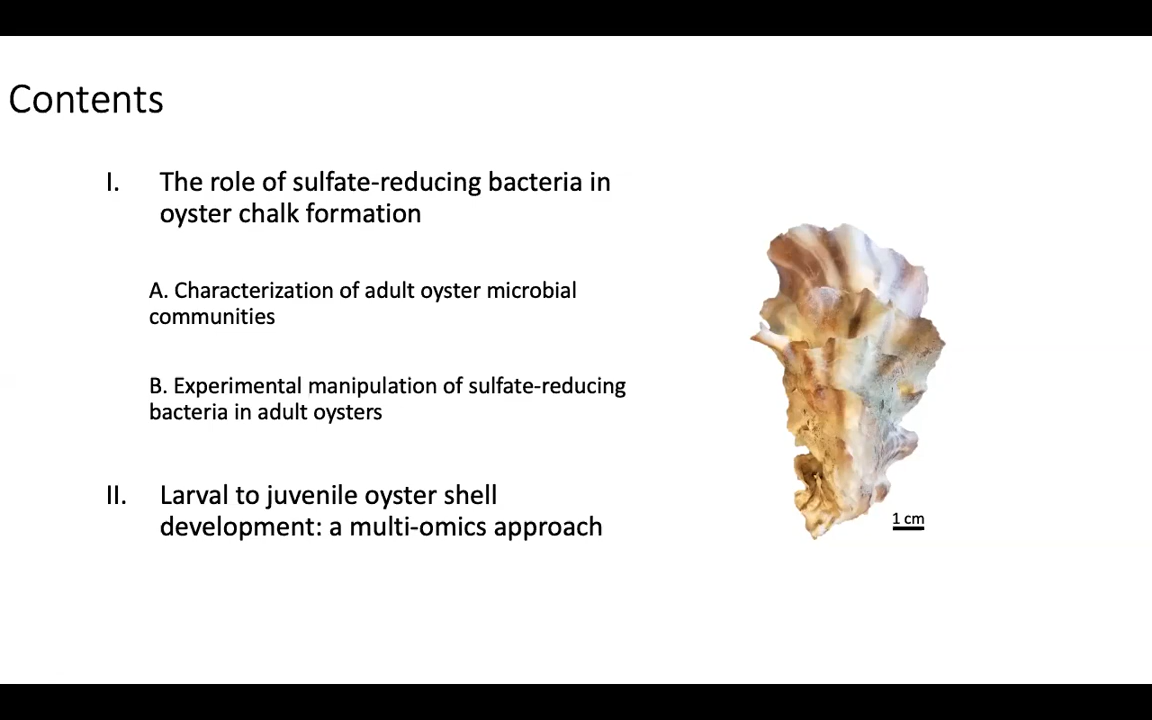 Contents
I. The role of sulfate-reducing bacteria in
oyster chalk formation
A. Characterization of adult oyster microbial
communities
B. Experimental manipulation of sulfate-reducing
bacteria in adult oysters
II. Larval to juvenile oyster shell
development: a multi-omics approach
1 cm